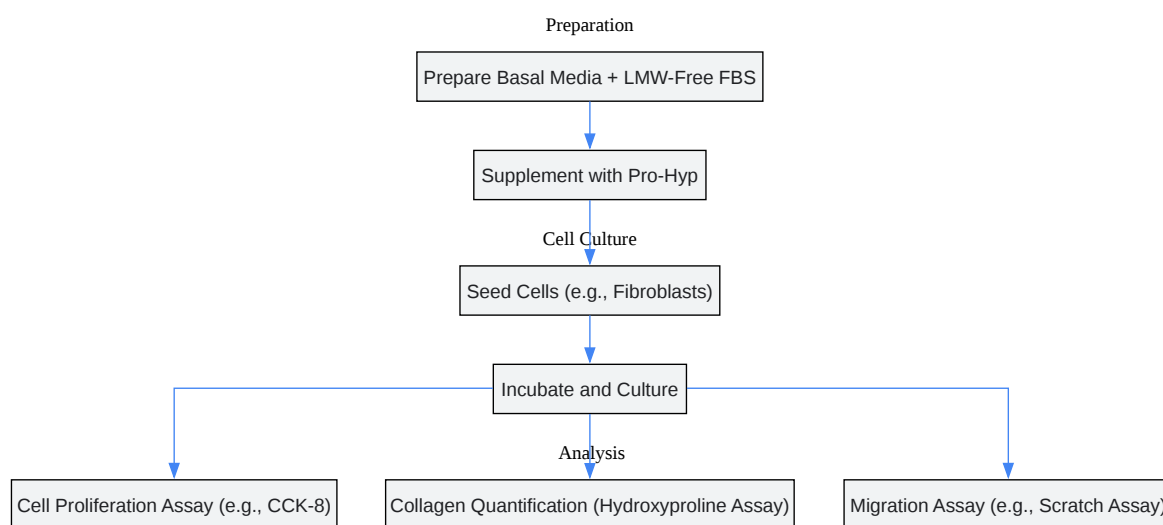 Preparation
Prepare Basal Media + LMW-Free FBS
Supplement with Pro-Hyp
Cell Culture
Seed Cells (e.g., Fibroblasts)
Incubate and Culture
Analysis
Cell Proliferation Assay (e.g., CCK-8)
Collagen Quantification (Hydroxyproline Assay)
Migration Assay (e.g., Scratch Assay)